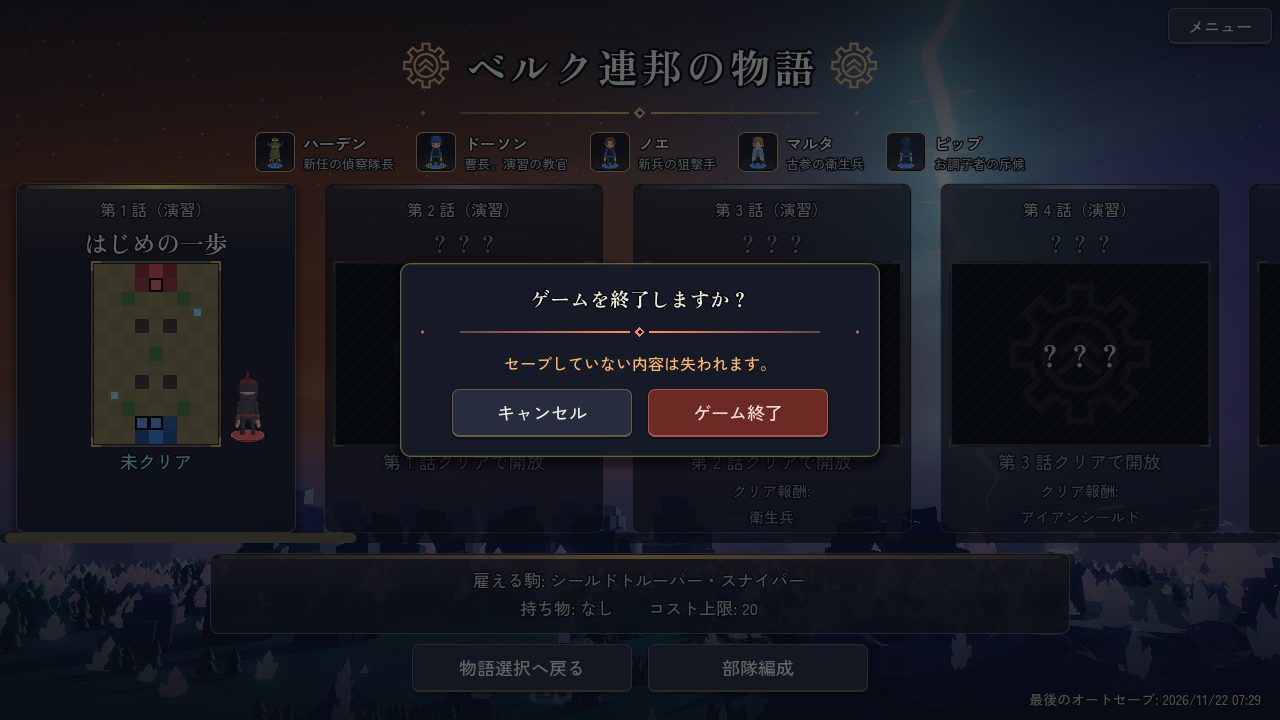 メニュー
ベルク連邦の物語
ハーデン
新任の偵察隊長
ドーソン
曹長。演習の教官
ノエ
新兵の狙撃手
マルタ
古参の衛生兵
ピップ
お調子者の斥候
第1話（演習）
はじめの一歩
未クリア
第2話（演習）
？？？
第1話クリアで開放
第3話（演習）
？？？
第2話クリアで開放
クリア報酬:
衛生兵
第4話（演習）
？？？
？？？
第3話クリアで開放
クリア報酬:
アイアンシールド
ゲームを終了しますか？
セーブしていない内容は失われます。
キャンセル
ゲーム終了
雇える駒: シールドトルーパー・スナイパー
持ち物: なし　　コスト上限: 20
物語選択へ戻る
部隊編成
最後のオートセーブ: 2026/11/22 07:29